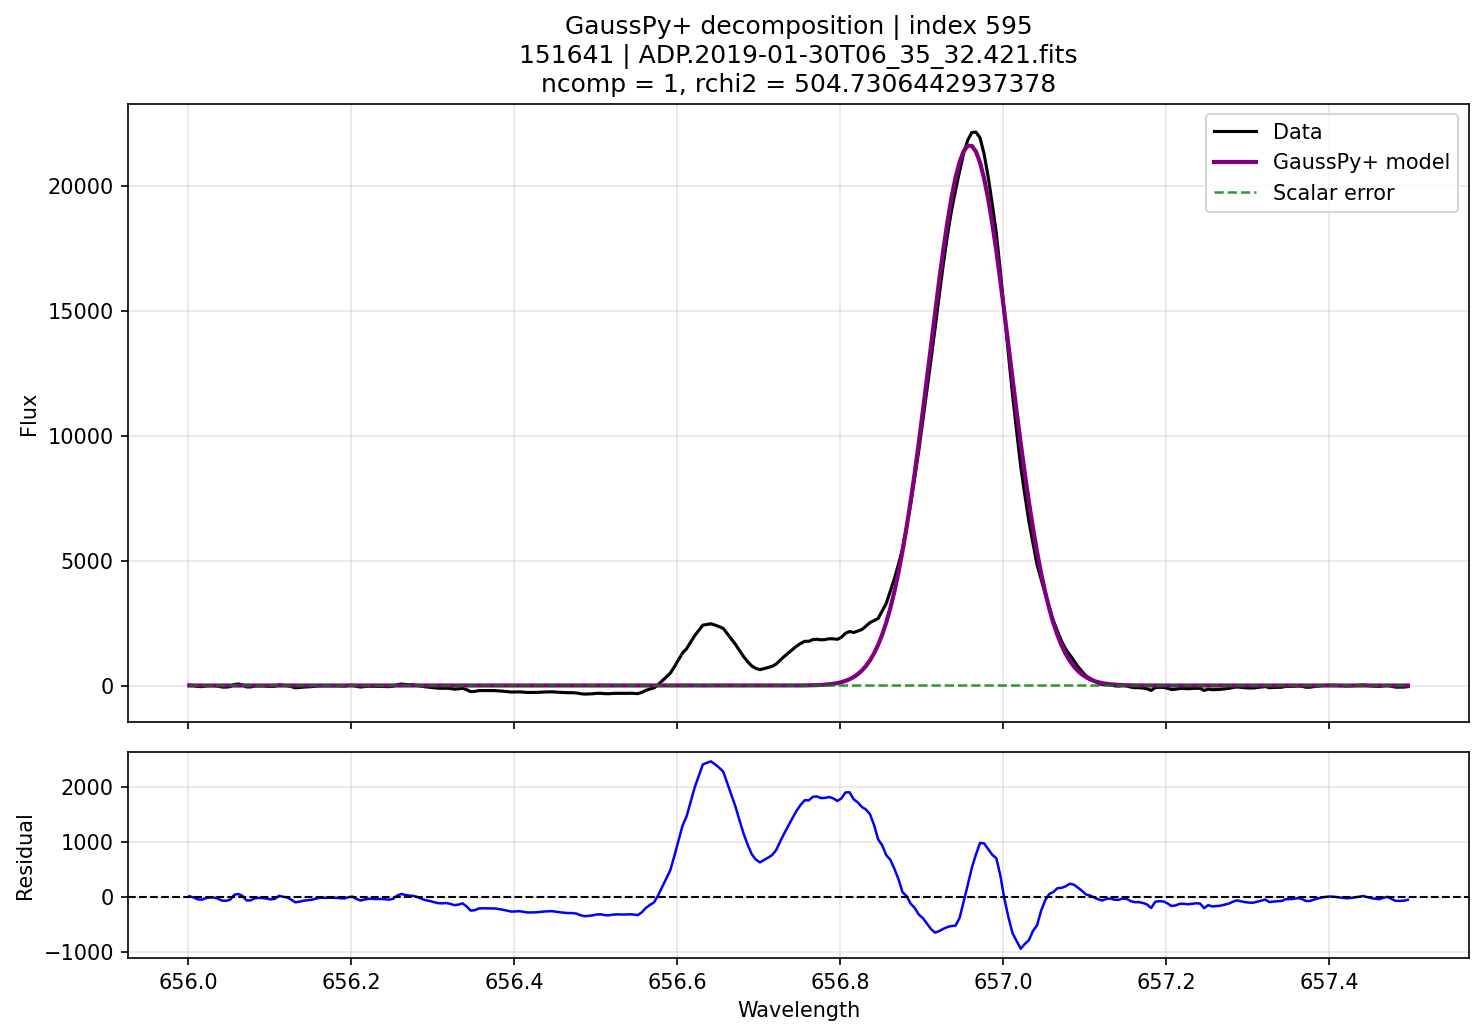 GaussPy+ decomposition | index 595
151641 | ADP.2019-01-30T06_35_32.421.fits
ncomp = 1, rchi2 = 504.7306442937378
Data
GaussPy+ model
Scalar error
Flux
20000
15000
10000
5000
0
Residual
2000
1000
0
−1000
656.0 656.2 656.4 656.6 656.8 657.0 657.2 657.4
Wavelength